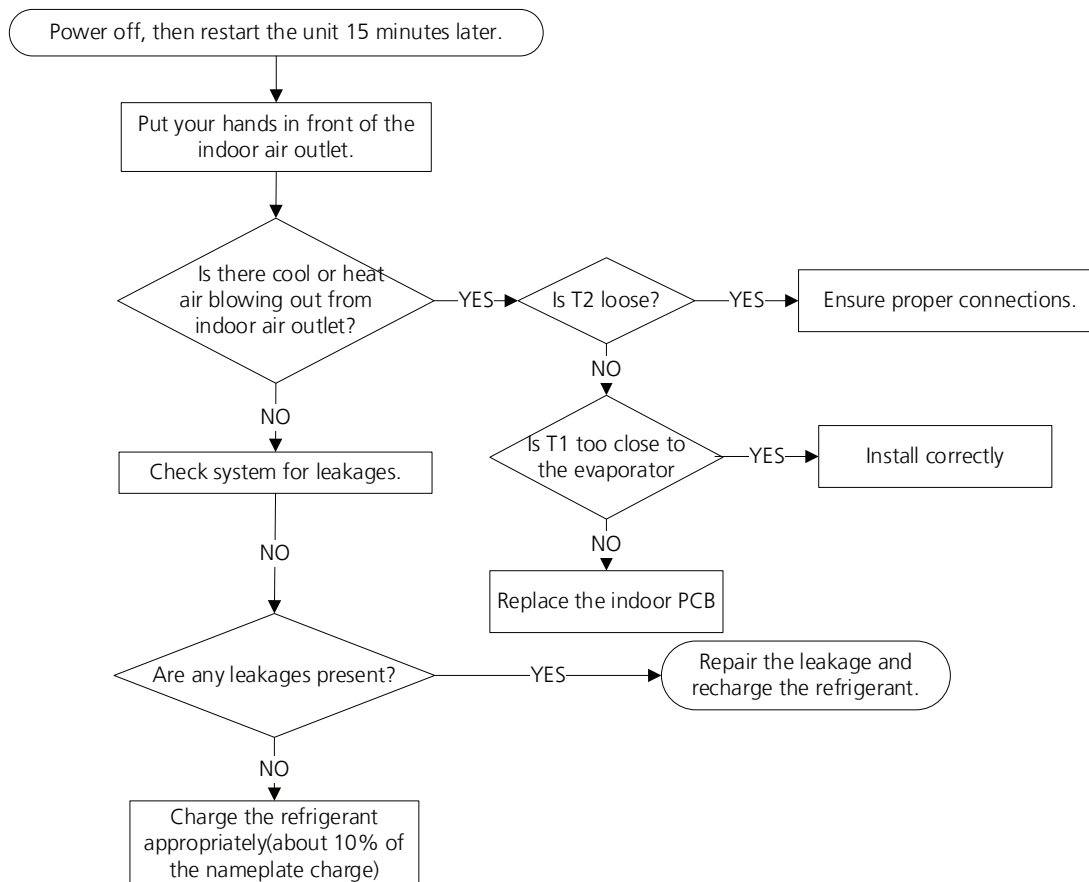 Power off, then restart the unit 15 minutes later.
Put your hands in front of the
indoor air outlet.
Is there cool or heat
air blowing out from
indoor air outlet?
YES
Is T2 loose?
YES
Ensure proper connections.
NO
NO
Is T1 too close to
the evaporator
YES
Install correctly
Check system for leakages.
NO
NO
Replace the indoor PCB
Are any leakages present?
YES
Repair the leakage and
recharge the refrigerant.
NO
Charge the refrigerant
appropriately(about 10% of
the nameplate charge)